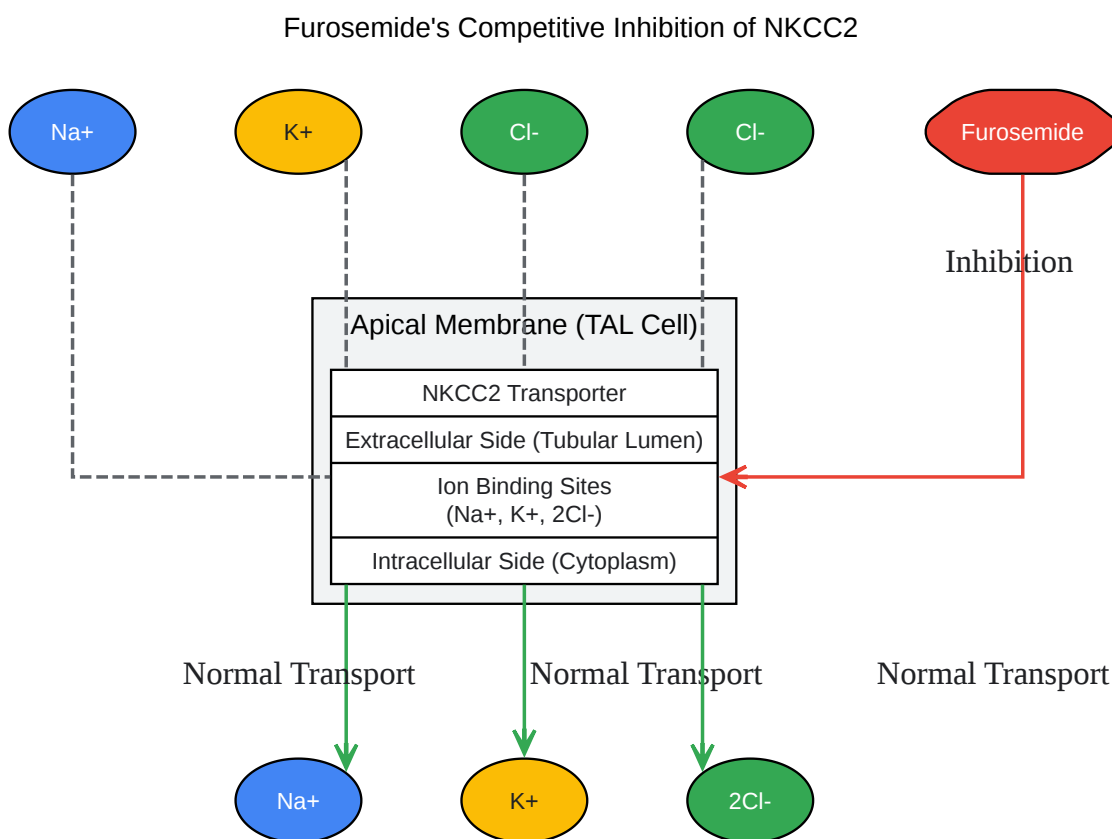 Furosemide's Competitive Inhibition of NKCC2
Na+
K+
Cl-
Cl-
Furosemide
Inhibition
Apical Membrane (TAL Cell)
NKCC2 Transporter
Extracellular Side (Tubular Lumen)
Ion Binding Sites
(Na+, K+, 2Cl-)
Intracellular Side (Cytoplasm)
Normal Transport
Normal Transport
Normal Transport
Na+
K+
2Cl-